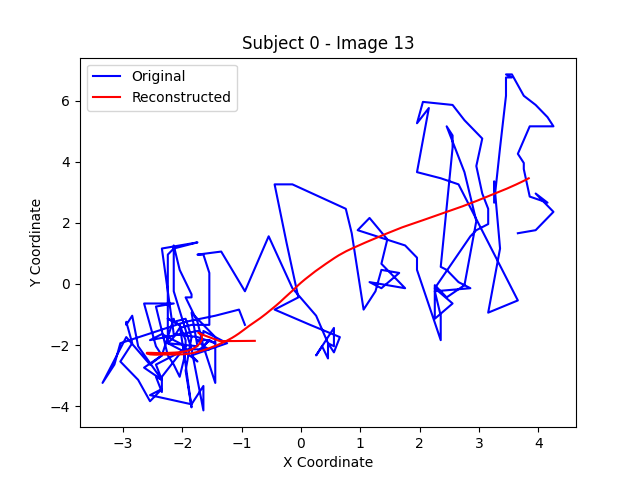 Subject 0 - Image 13
Original
Reconstructed
Y Coordinate
6
4
2
0
−2
−4
−3 −2 −1 0 1 2 3 4
X Coordinate